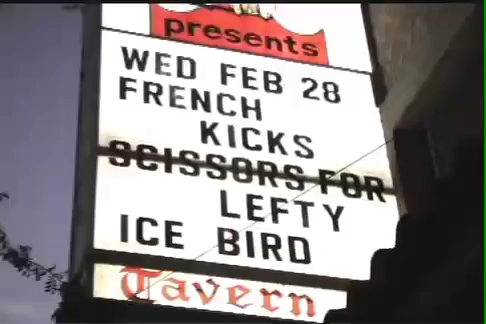 presents
WED FEB 28
FRENCH
KICKS
SCISSORS FOR
LEFTY
ICE BIRD
Tavern